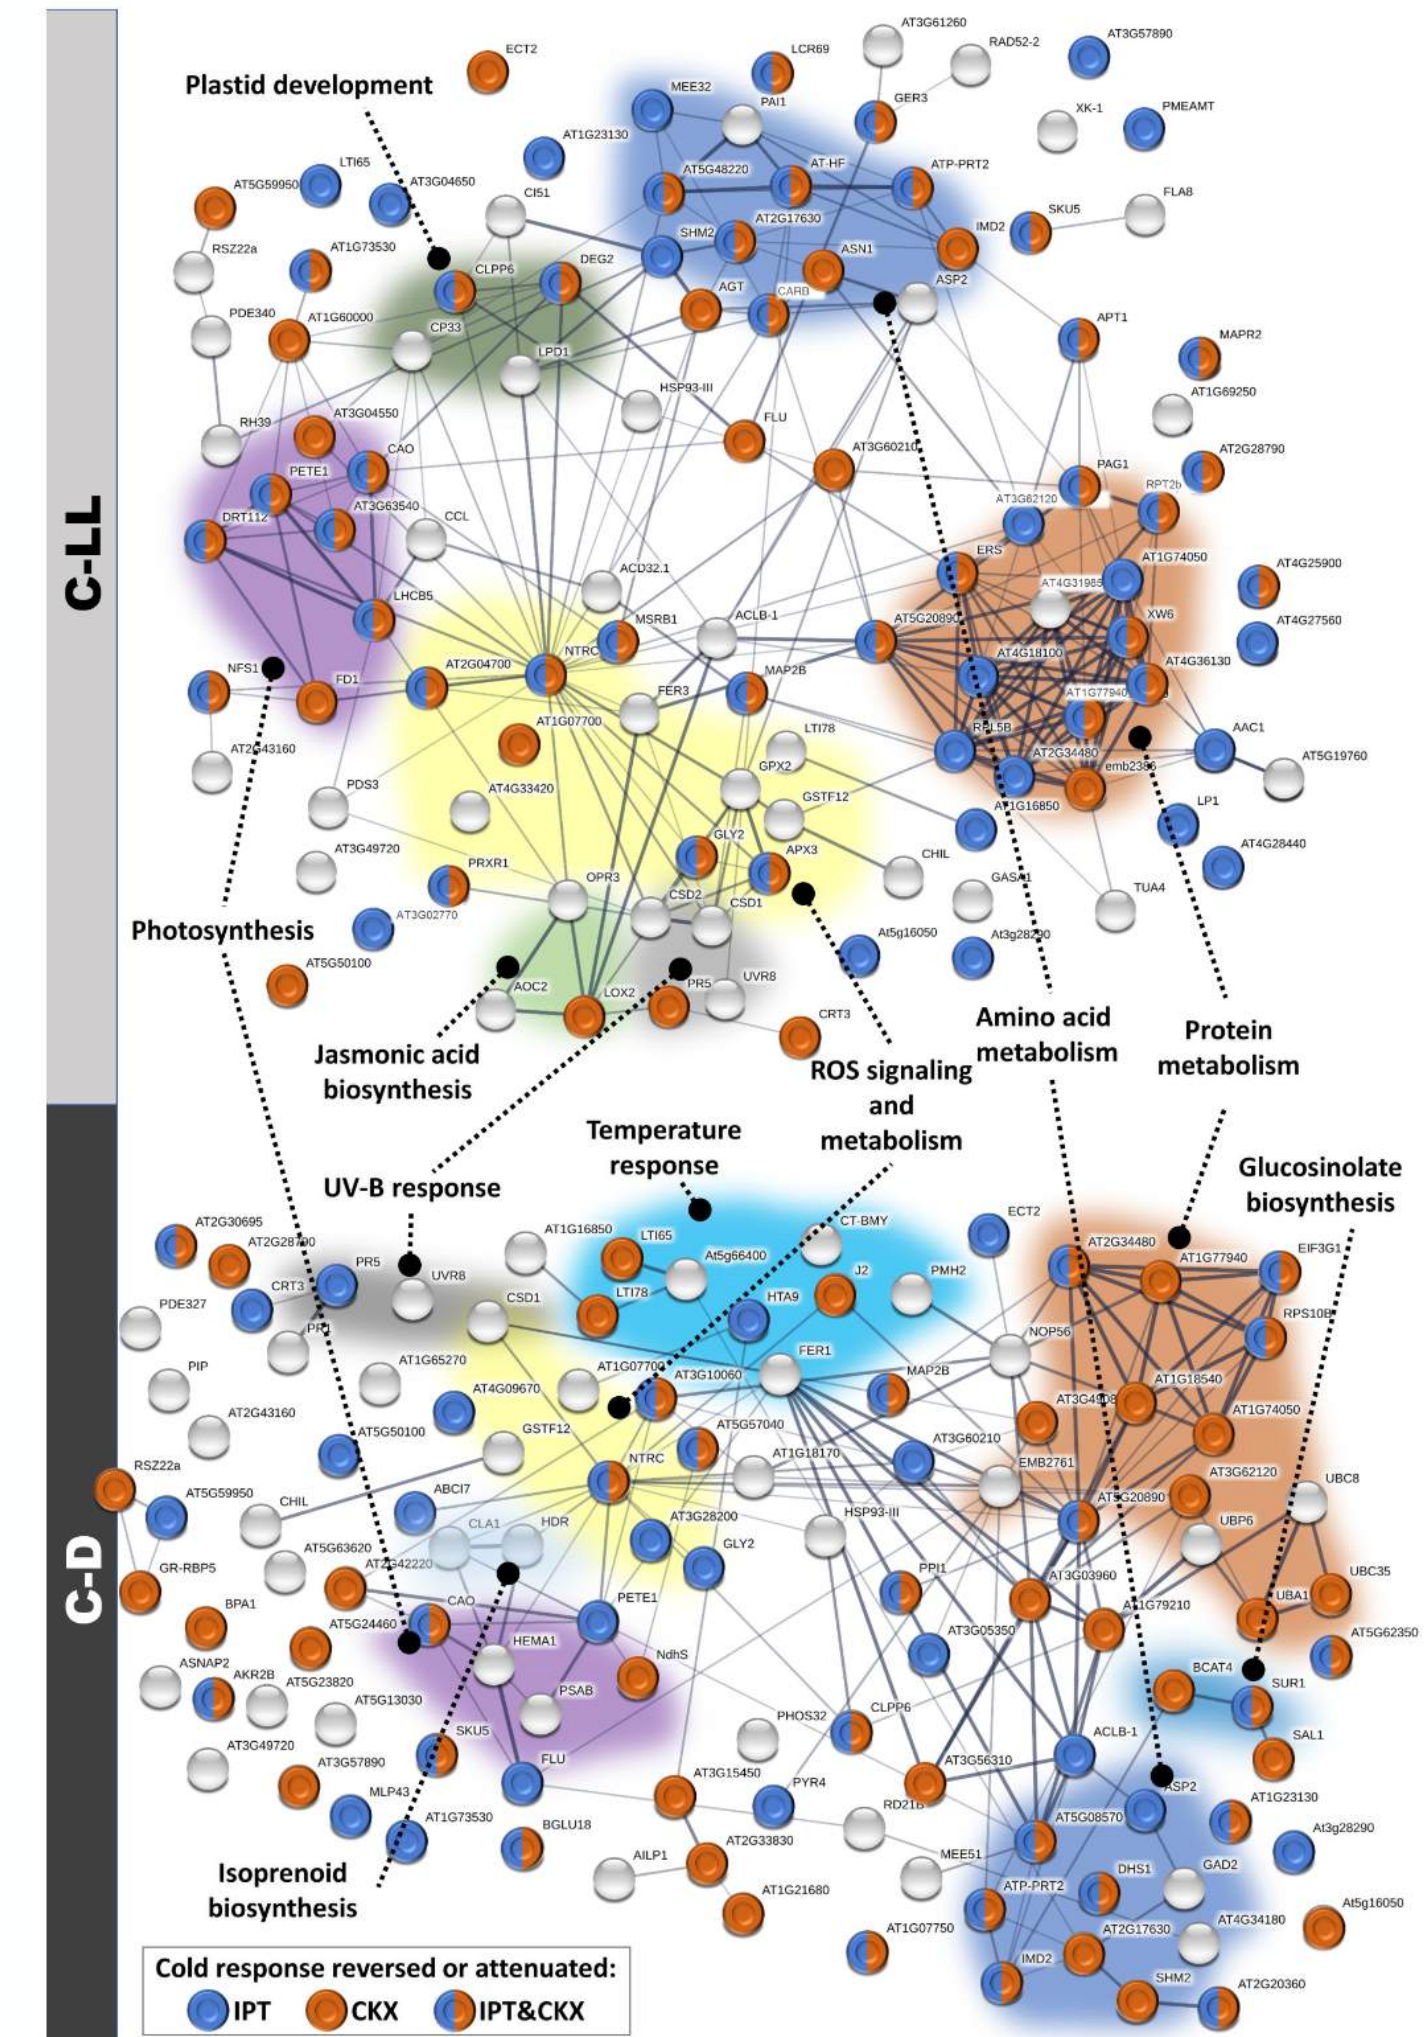 C-LL
ECT2
Plastid development
LCR69
AT3G61260
RAD52-2
AT3G57890
MEE32
PAI1
GER3
XK-1
PMEAMT
AT1G23130
LTI65
AT5G59950
AT3G04650
CI51
AT5G48220
AT-HF
ATP-PRT2
FLA8
RSZ22a
AT1G73530
CLPP6
DEG2
SHM2
AT2G17630
ASN1
IMD2
SKU5
ASP2
AGT
CARB
PDE340
AT1G60000
CP33
LPD1
APT1
MAPR2
HSP93-III
AT1G69250
RH39
AT3G04550
CAO
FLU
AT3G60210
AT2G28790
PETE1
PAG1
RPT2b
AT3G62120
DRT112
AT3G63540
CCL
ERS
AT1G74050
AT4G25900
ACD32.1
AT4G31985
LHCB5
MSRB1
ACLB-1
AT5G20890
XW6
AT4G27560
NFS1
FD1
AT2G04700
NTRC
MAP2B
AT4G18100
AT4G36130
FER3
AT1G77940
AT1G07700
LTI78
RPL5B
AT2G34480
AAC1
AT2G43160
GPX2
emb2386
AT5G19760
PDS3
AT4G33420
GSTF12
AT1G16850
LP1
AT3G49720
PRXR1
GLY2
APX3
CHIL
AT4G28440
OPR3
CSD2
CSD1
GASA1
TUA4
Photosynthesis
AT3G02770
At5g16050
At3g28290
AT5G50100
AOC2
LOX2
PR5
UVR8
CRT3
Amino acid
metabolism
Protein
metabolism
Jasmonic acid
biosynthesis
ROS signaling
and
metabolism
C-D
Temperature
response
UV-B response
Glucosinolate
biosynthesis
AT2G30695
AT2G28790
AT1G16850
LTI65
At5g66400
CT-BMY
ECT2
AT2G34480
AT1G77940
EIF3G1
CRT3
PR5
UVR8
CSD1
LTI78
HTA9
J2
PMH2
PDE327
PR1
NOP56
RPS10B
FER1
PIP
AT1G65270
AT4G09670
AT1G07700
AT3G10060
MAP2B
AT1G18540
AT2G43160
AT5G50100
GSTF12
AT5G57040
AT1G74050
AT3G60210
RSZ22a
AT5G59950
NTRC
AT1G18170
EMB2761
AT3G62120
UBC8
CHIL
ABCI7
AT3G28200
HSP93-III
AT5G20890
CLA1
HDR
GLY2
UBP6
GR-RBP5
AT5G63620
AT2G42220
PETE1
PPI1
AT3G03960
UBA1
UBC35
BPA1
AT5G24460
CAO
HEMA1
AT3G05350
AT1G79210
AT5G62350
ASNAP2
AKR2B
AT5G23820
NdhS
BCAT4
SUR1
AT5G13030
PSAB
PHOS32
CLPP6
ACLB-1
SAL1
AT3G49720
AT3G57890
SKU5
FLU
AT3G15450
PYR4
AT3G56310
ASP2
AT1G23130
MLP43
AT1G73530
BGLU18
RD21B
AT5G08570
At3g28290
AT2G33830
AILP1
MEE51
DHS1
GAD2
Isoprenoid
biosynthesis
AT1G21680
ATP-PRT2
AT1G07750
AT2G17630
AT4G34180
At5g16050
IMD2
SHM2
AT2G20360
Cold response reversed or attenuated:
IPT CKX IPT&CKX